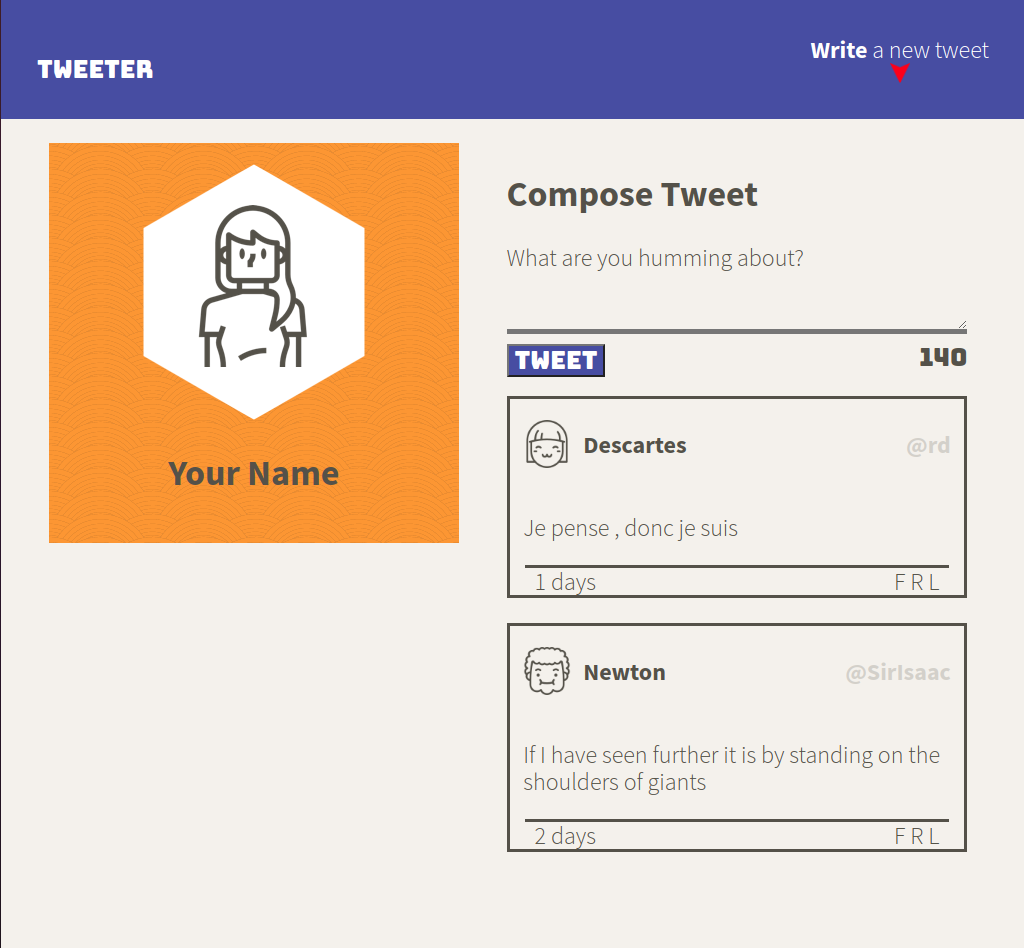 TWEETER
Write a new tweet
Your Name
Compose Tweet
What are you humming about?
TWEET
140
Descartes
@rd
Je pense , donc je suis
1 days
F R L
Newton
@SirIsaac
If I have seen further it is by standing on the
shoulders of giants
2 days
F R L